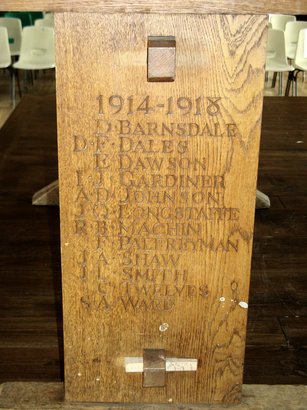 1914-1918
D BARNSDALE
D F DALES
E DAWSON
L J GARDINER
A D JOHNSON
J O LONGSTAFFE
R B MACHIN
F PALFREYMAN
J A SHAW
J L SMITH
C TWELVES
S A WARD